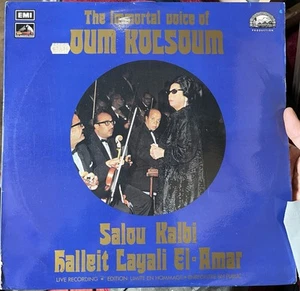 EMI
The Immortal voice of
OUM KOLSOUM
Salou Kalbi
Halleit Layali El-Amar
LIVE RECORDING